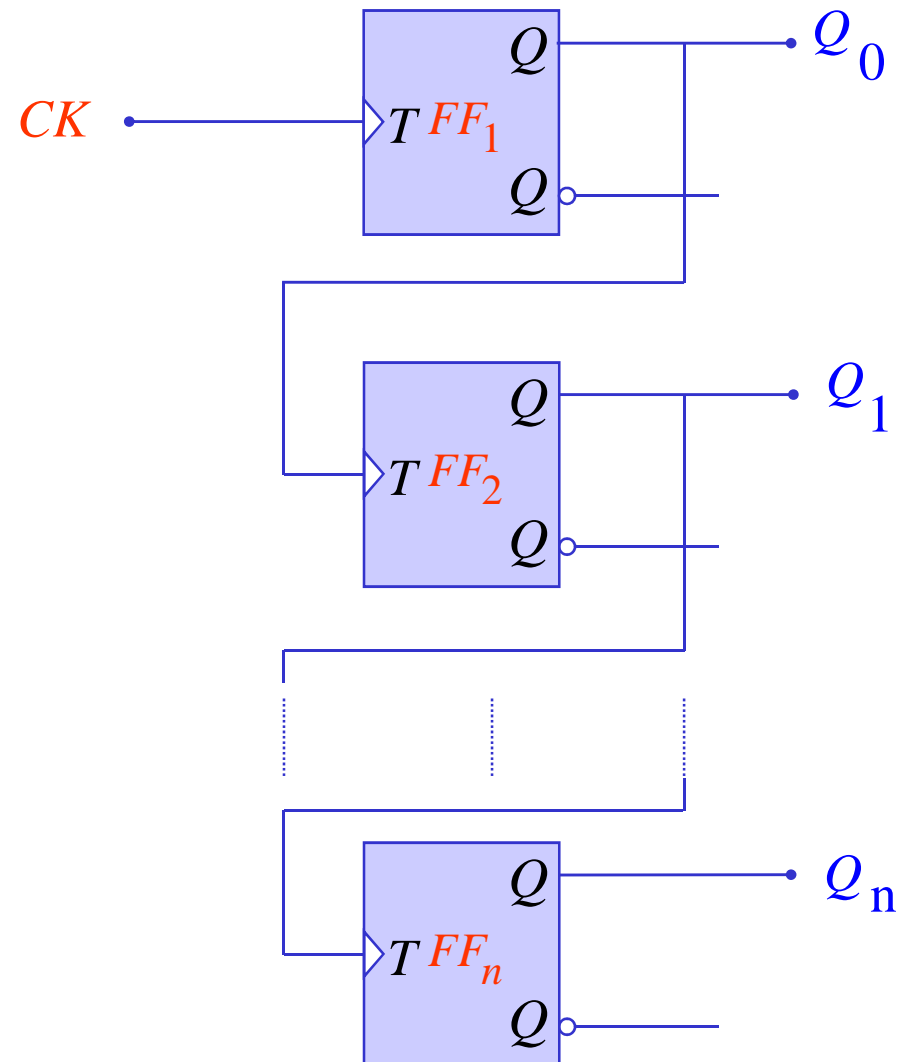 Q Q₀
CK T FF₁
Q
Q Q₁
T FF₂
Q
Q Qₙ
T FFₙ
Q